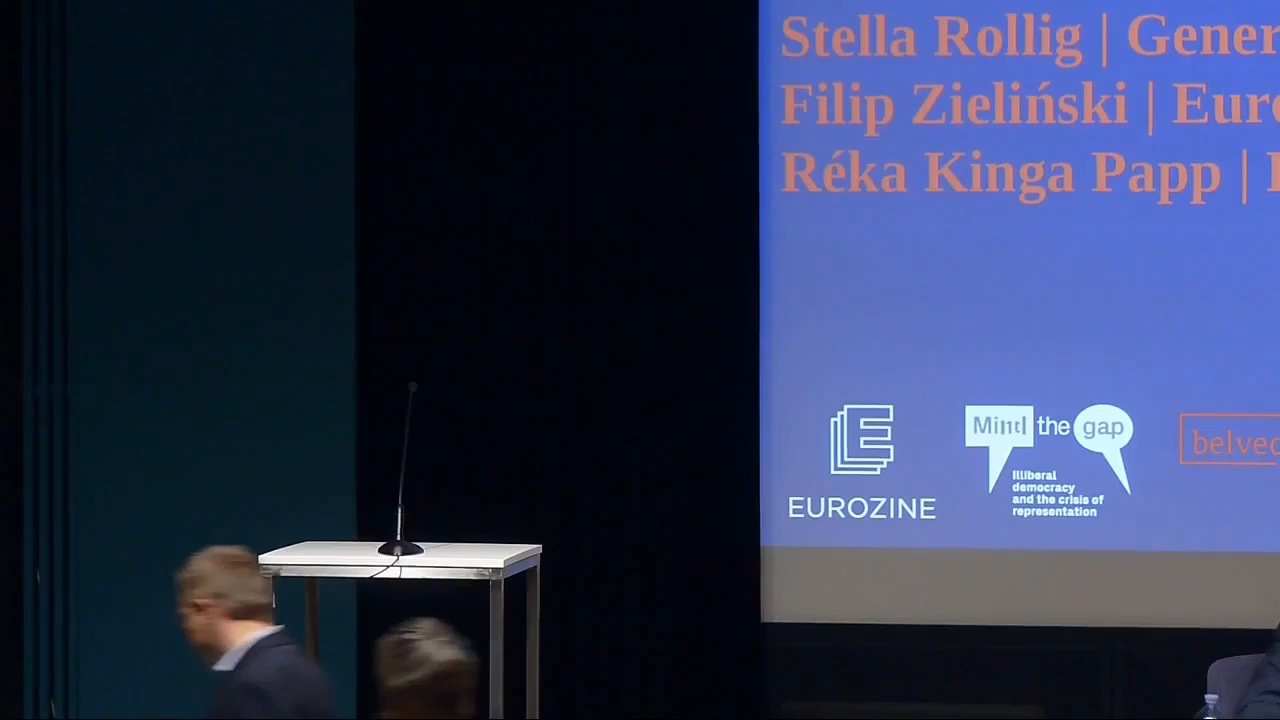 Stella Rollig | Gener
Filip Zieliński | Euro
Réka Kinga Papp |
EUROZINE
Mind the gap
Illiberal
democracy
and the crisis of
representation
belved